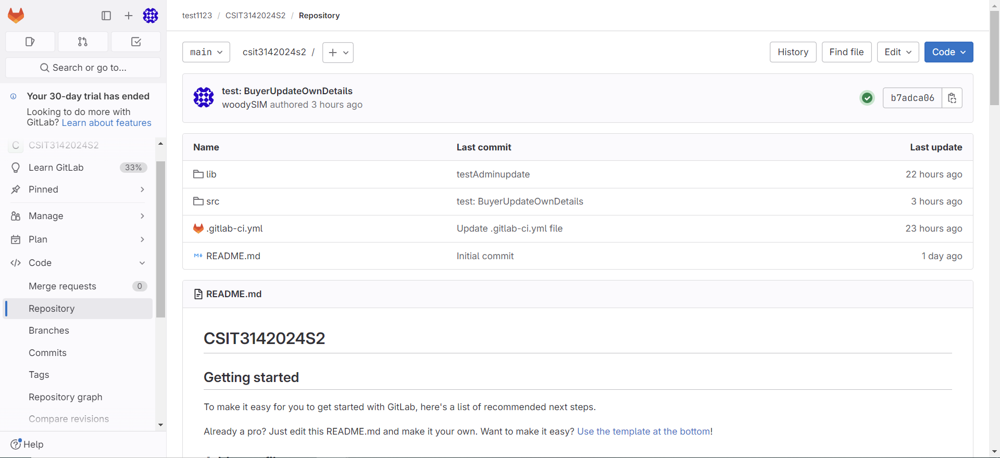 Search or go to...
Your 30-day trial has ended
Looking to do more with
GitLab? Learn about features
C CSIT3142024S2
Learn GitLab 33%
Pinned
Manage
Plan
Code
Merge requests 0
Repository
Branches
Commits
Tags
Repository graph
Compare revisions
Help
test1123 / CSIT3142024S2 / Repository
main csit3142024s2 / History Find file Edit Code
test: BuyerUpdateOwnDetails
woodySIM authored 3 hours ago
b7adca06
Name Last commit Last update
lib testAdminupdate 22 hours ago
src test: BuyerUpdateOwnDetails 3 hours ago
.gitlab-ci.yml Update .gitlab-ci.yml file 23 hours ago
README.md Initial commit 1 day ago
README.md
CSIT3142024S2
Getting started
To make it easy for you to get started with GitLab, here's a list of recommended next steps.
Already a pro? Just edit this README.md and make it your own. Want to make it easy? Use the template at the bottom!